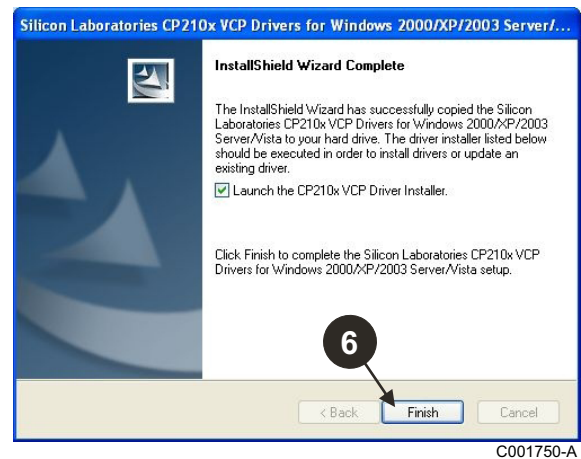 Silicon Laboratories CP210x VCP Drivers for Windows 2000/XP/2003 Server/...
InstallShield Wizard Complete
The InstallShield Wizard has successfully copied the Silicon
Laboratories CP210x VCP Drivers for Windows 2000/XP/2003
Server/Vista to your hard drive. The driver installer listed below
should be executed in order to install drivers or update an
existing driver.
Launch the CP210x VCP Driver Installer.
Click Finish to complete the Silicon Laboratories CP210x VCP
Drivers for Windows 2000/XP/2003 Server/Vista setup.
6
< Back Finish Cancel
C001750-A